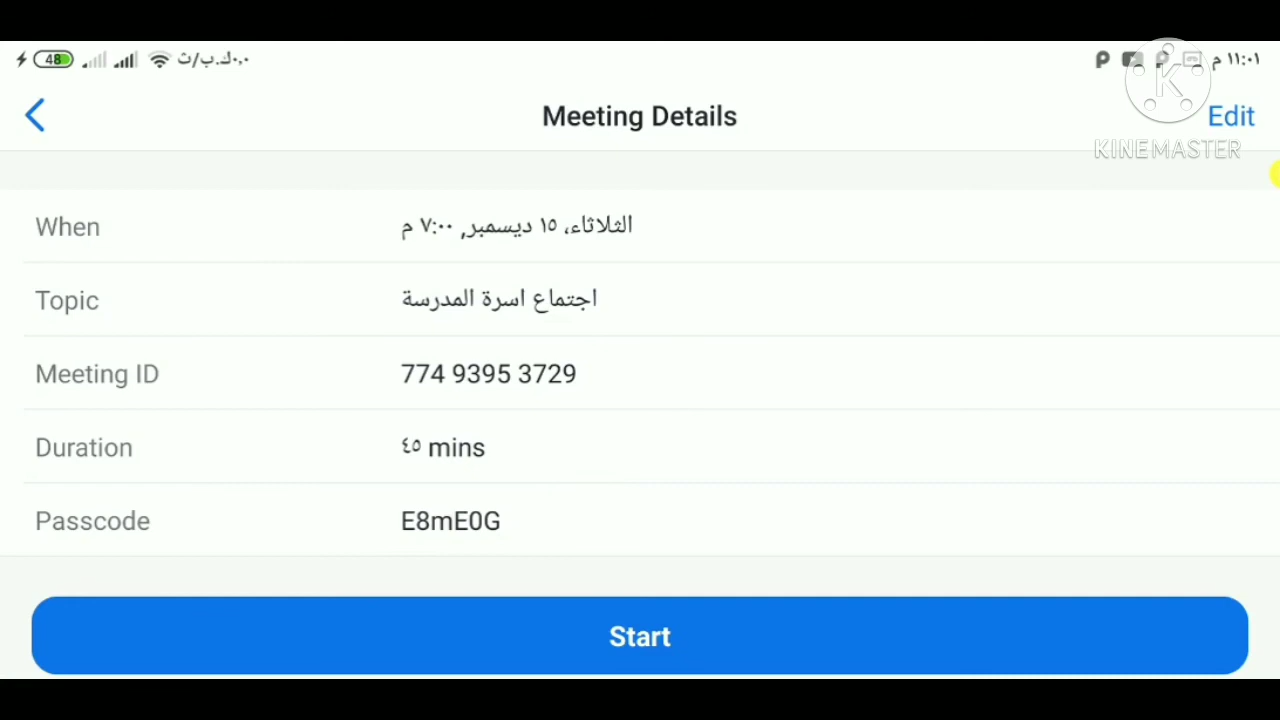 48 ٠,٠ك.ب/ث ١١:٠١ م
Meeting Details
Edit
KINEMASTER
When الثلاثاء، ١٥ ديسمبر, ٧:٠٠ م
Topic اجتماع اسرة المدرسة
Meeting ID 774 9395 3729
Duration ٤٥ mins
Passcode E8mE0G
Start